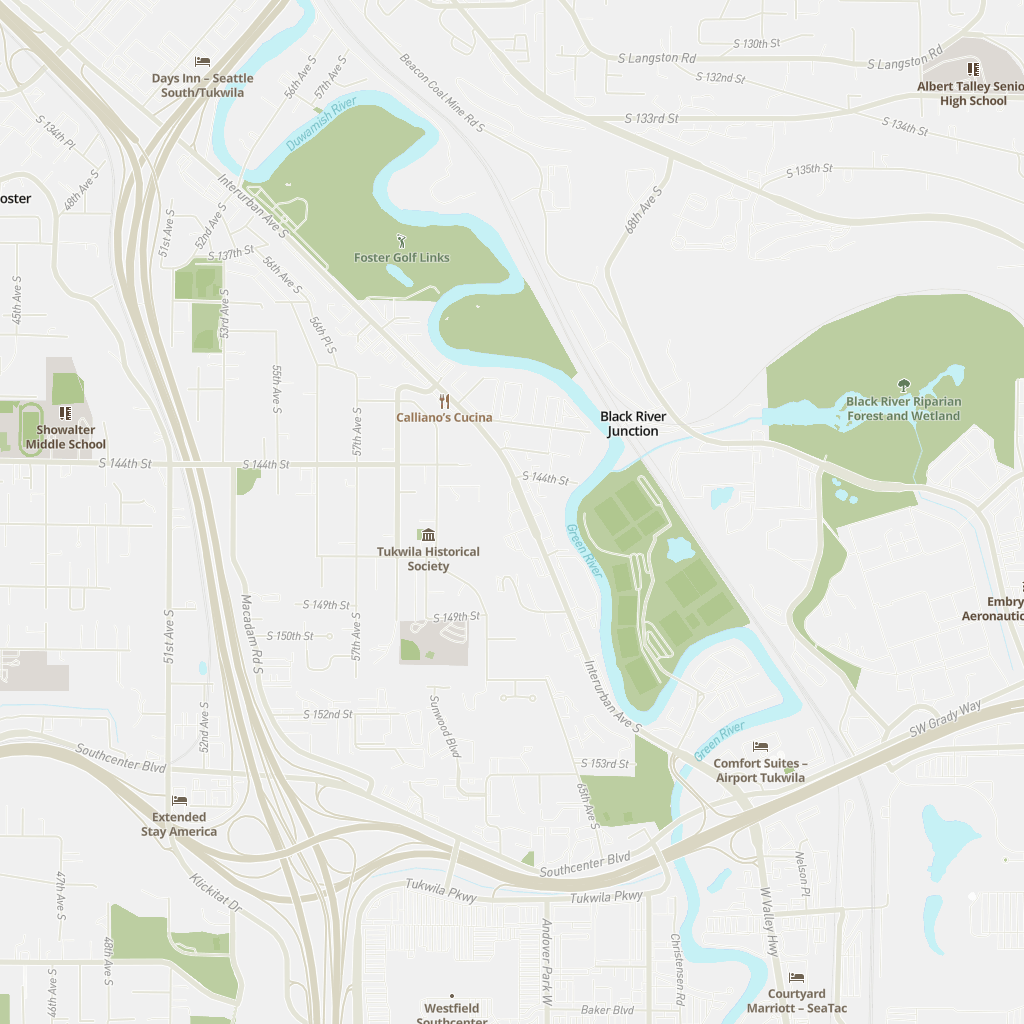 S 130th St
S Langston Rd
S Langston Rd
Beacon Coal Mine Rd S
56th Ave S
57th Ave S
Days Inn – Seattle
South/Tukwila
S 132nd St
Albert Talley Senio
High School
Duwamish River
S 133rd St
S 134th St
S 134th Pl
48th Ave S
S 135th St
oster
Interurban Ave S
68th Ave S
51st Ave S
52nd Ave S
S 137th St
Foster Golf Links
56th Ave S
45th Ave S
53rd Ave S
56th Pl S
55th Ave S
Black River Riparian
Forest and Wetland
Calliano's Cucina
57th Ave S
Black River
Junction
Showalter
Middle School
S 144th St
S 144th St
S 144th St
Green River
Tukwila Historical
Society
Embry
Aeronautic
S 149th St
S 149th St
Macadam Rd S
51st Ave S
S 150th St
57th Ave S
Interurban Ave S
Sunwood Blvd
S 152nd St
52nd Ave S
SW Grady Way
Green River
Southcenter Blvd
S 153rd St
Comfort Suites –
Airport Tukwila
65th Ave S
Extended
Stay America
Southcenter Blvd
Nelson Pl
47th Ave S
Klickitat Dr
Tukwila Pkwy
Tukwila Pkwy
W Valley Hwy
48th Ave S
Andover Park W
Christensen Rd
46th Ave S
Courtyard
Marriott – SeaTac
Westfield
Southcenter
Baker Blvd